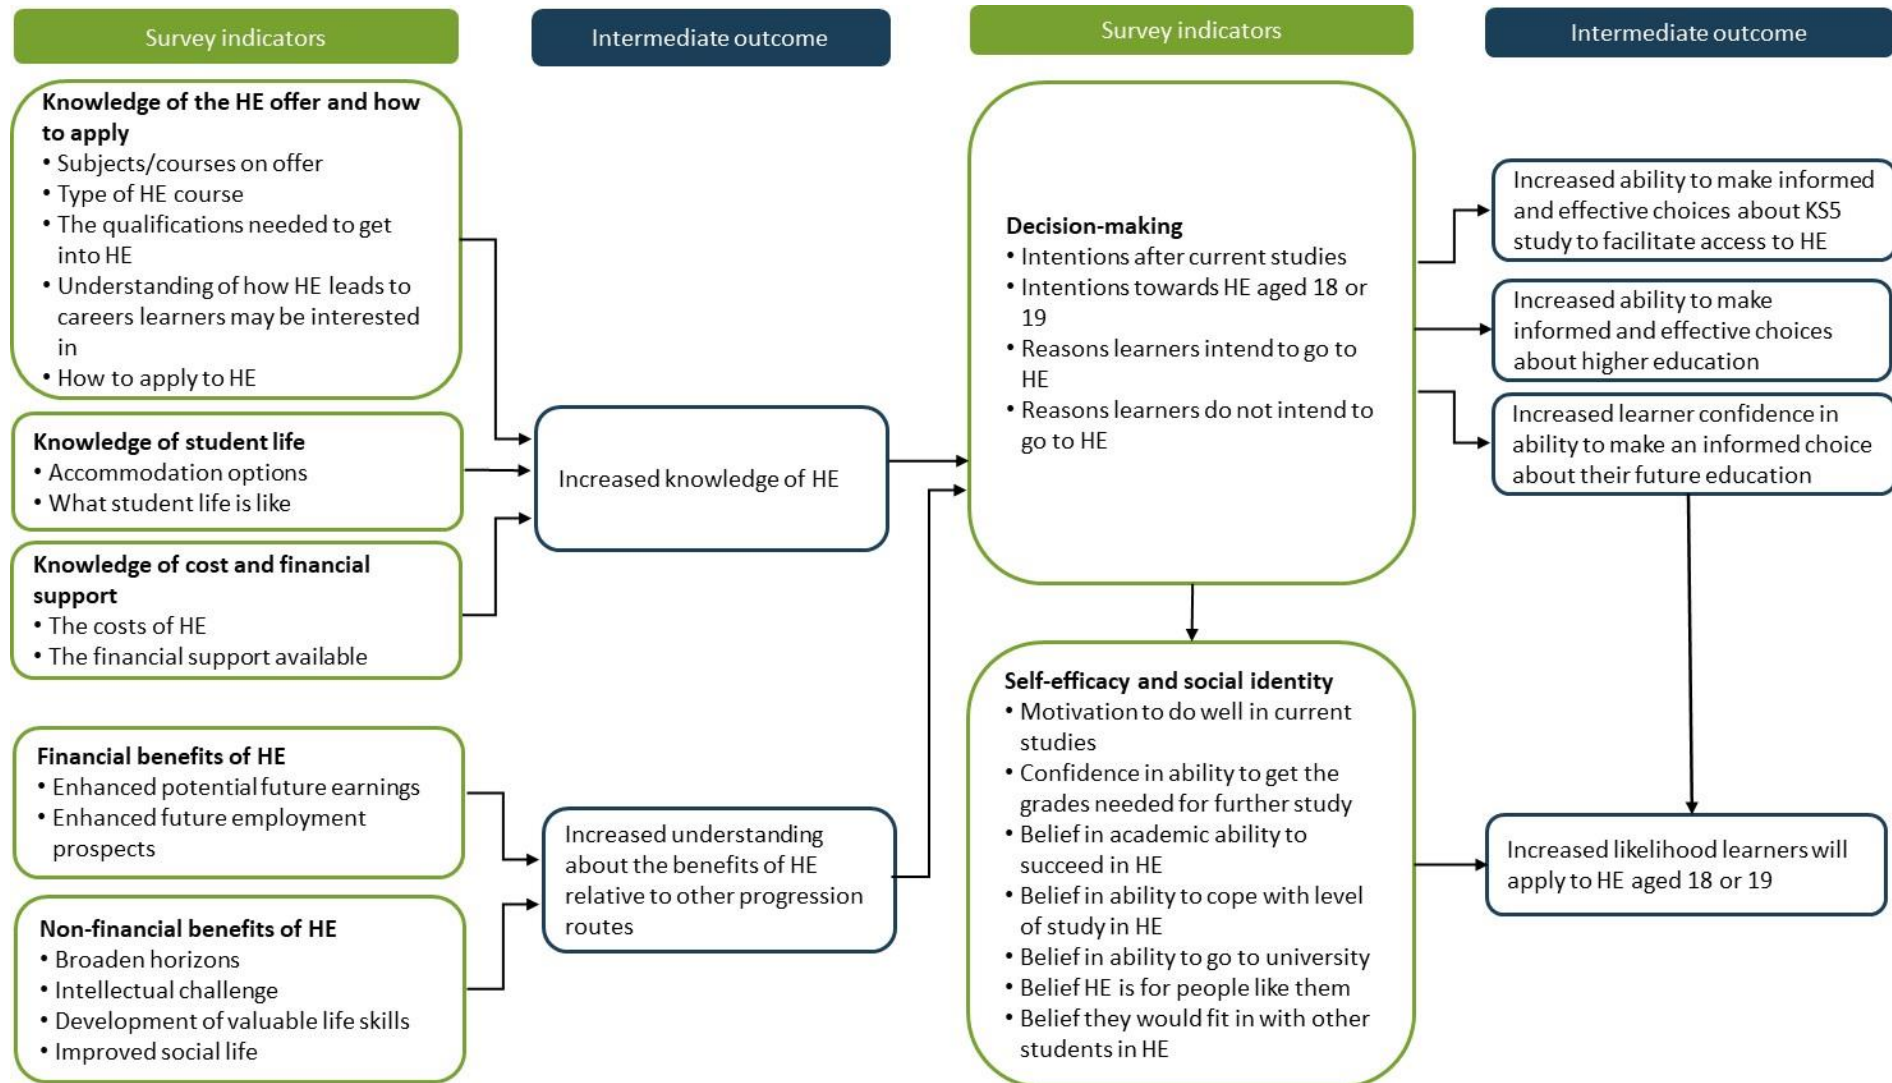 Survey indicators
Intermediate outcome
Survey indicators
Intermediate outcome
Knowledge of the HE offer and how
to apply
• Subjects/courses on offer
• Type of HE course
• The qualifications needed to get
into HE
• Understanding of how HE leads to
careers learners may be interested
in
• How to apply to HE
Knowledge of student life
• Accommodation options
• What student life is like
Knowledge of cost and financial
support
• The costs of HE
• The financial support available
Financial benefits of HE
• Enhanced potential future earnings
• Enhanced future employment
prospects
Non-financial benefits of HE
• Broaden horizons
• Intellectual challenge
• Development of valuable life skills
• Improved social life
Increased knowledge of HE
Increased understanding
about the benefits of HE
relative to other progression
routes
Decision-making
• Intentions after current studies
• Intentions towards HE aged 18 or
19
• Reasons learners intend to go to
HE
• Reasons learners do not intend to
go to HE
Self-efficacy and social identity
• Motivation to do well in current
studies
• Confidence in ability to get the
grades needed for further study
• Belief in academic ability to
succeed in HE
• Belief in ability to cope with level
of study in HE
• Belief in ability to go to university
• Belief HE is for people like them
• Belief they would fit in with other
students in HE
Increased ability to make informed
and effective choices about KS5
study to facilitate access to HE
Increased ability to make
informed and effective choices
about higher education
Increased learner confidence in
ability to make an informed choice
about their future education
Increased likelihood learners will
apply to HE aged 18 or 19